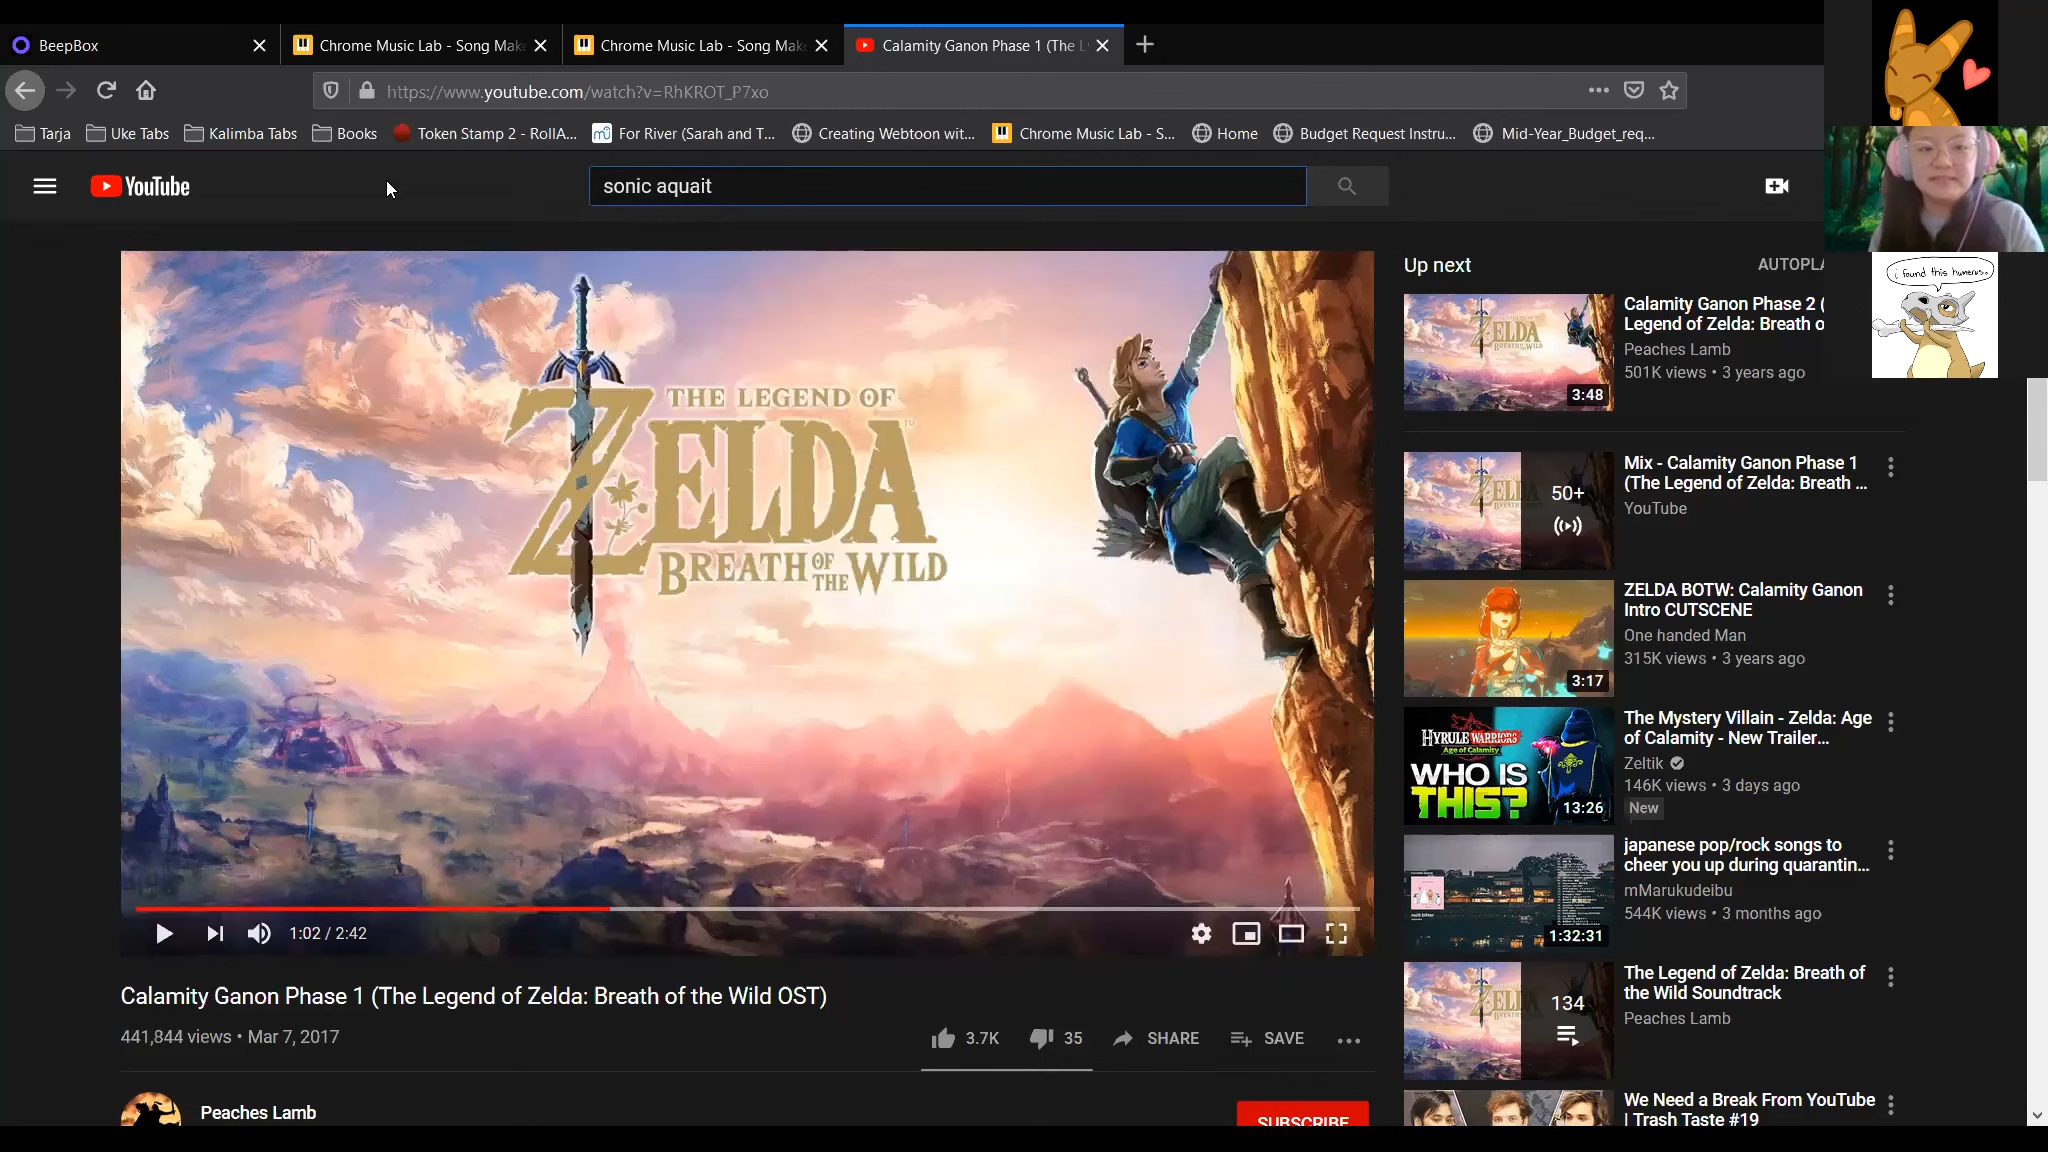 BeepBox
Chrome Music Lab - Song Mak
Chrome Music Lab - Song Mak
Calamity Ganon Phase 1 (The L
https://www.youtube.com/watch?v=RhKROT_P7xo
Tarja
Uke Tabs
Kalimba Tabs
Books
Token Stamp 2 - RollA...
For River (Sarah and T...
Creating Webtoon wit...
Chrome Music Lab - S...
Home
Budget Request Instru...
Mid-Year_Budget_req...
YouTube
sonic aquait
i found this humerus.
THE LEGEND OF
ZELDA
BREATH OF THE WILD
1:02 / 2:42
Calamity Ganon Phase 1 (The Legend of Zelda: Breath of the Wild OST)
441,844 views • Mar 7, 2017
3.7K
35
SHARE
SAVE
Peaches Lamb
SUBSCRIBE
Up next
AUTOPLA
ZELDA
BREATH OF THE WILD
3:48
Calamity Ganon Phase 2 (
Legend of Zelda: Breath o
Peaches Lamb
501K views • 3 years ago
50+
Mix - Calamity Ganon Phase 1
(The Legend of Zelda: Breath ...
YouTube
3:17
ZELDA BOTW: Calamity Ganon
Intro CUTSCENE
One handed Man
315K views • 3 years ago
HYRULE WARRIORS
Age of Calamity
WHO IS
THIS?
13:26
The Mystery Villain - Zelda: Age
of Calamity - New Trailer...
Zeltik
146K views • 3 days ago
New
1:32:31
japanese pop/rock songs to
cheer you up during quarantin...
mMarukudeibu
544K views • 3 months ago
134
The Legend of Zelda: Breath of
the Wild Soundtrack
Peaches Lamb
We Need a Break From YouTube
| Trash Taste #19